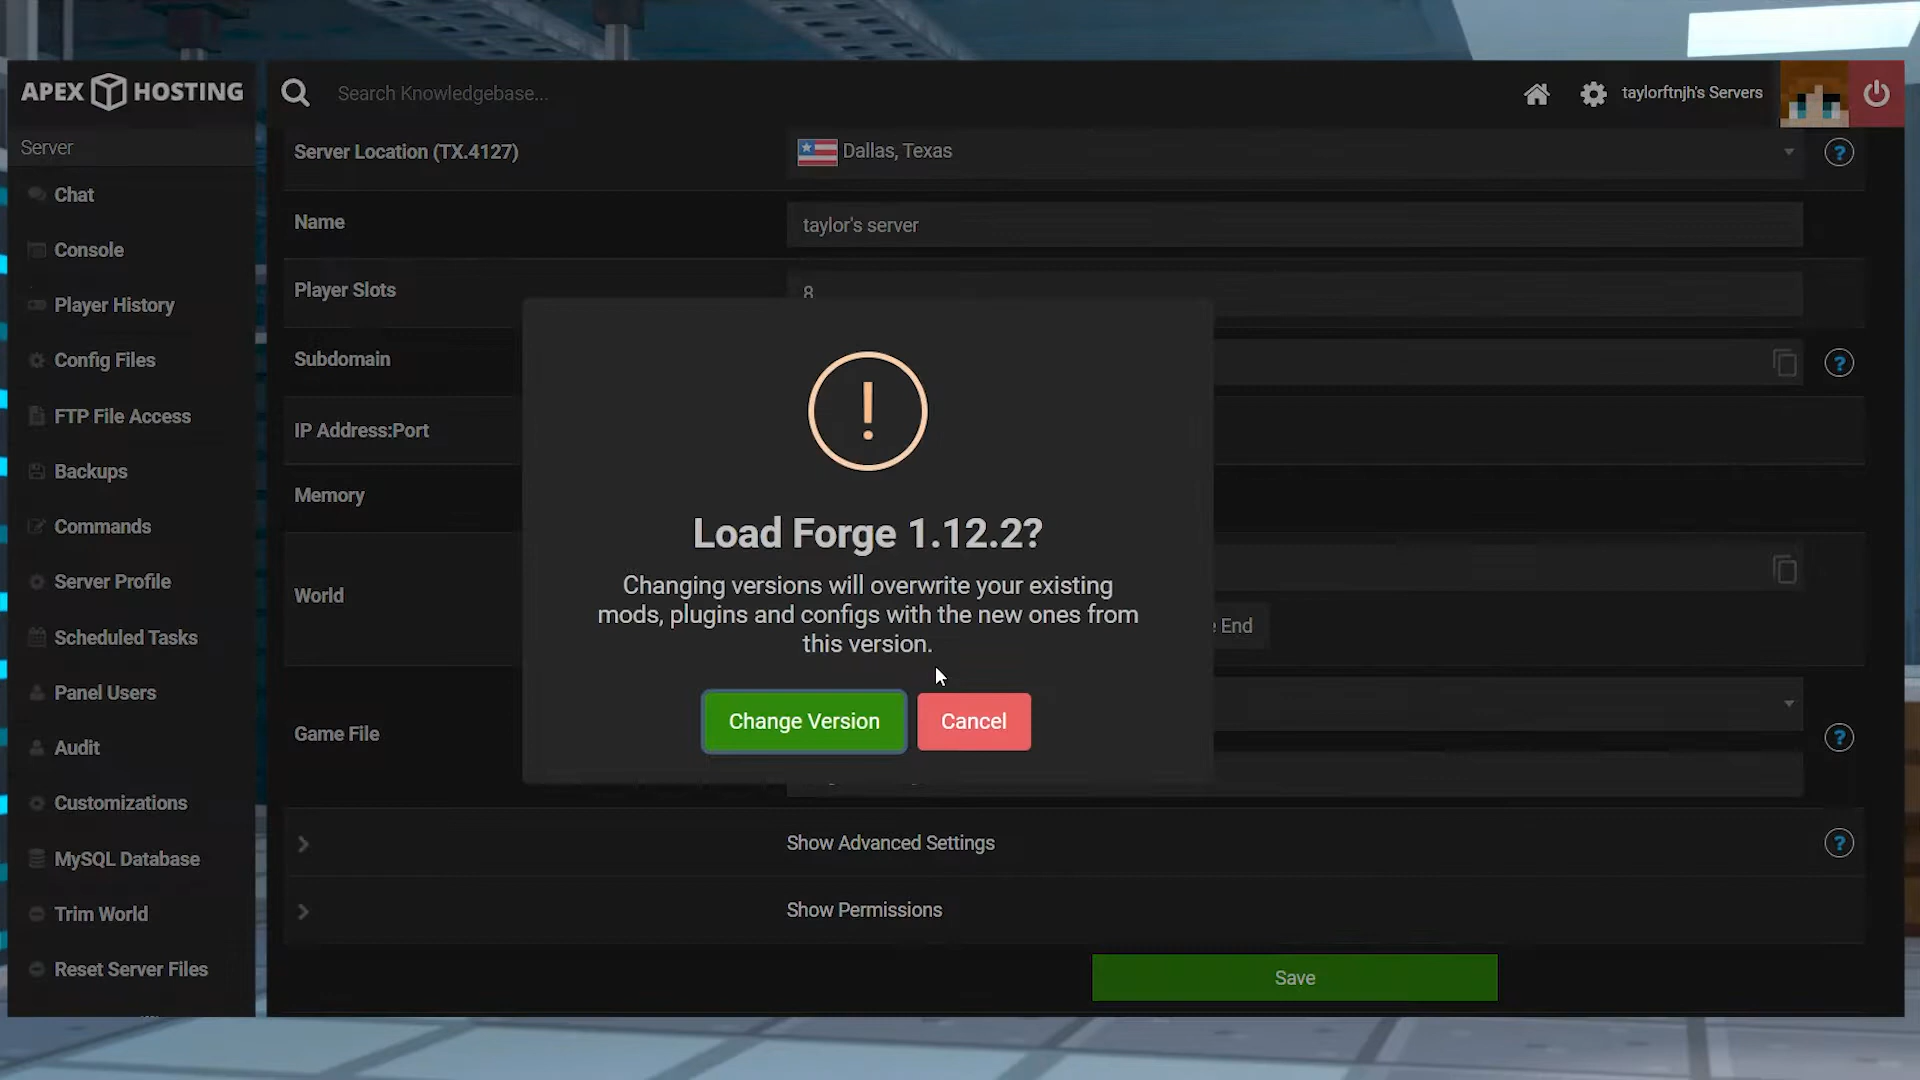 APEX HOSTING
Search Knowledgebase...
taylorftnjh's Servers
Server
Chat
Console
Player History
Config Files
FTP File Access
Backups
Commands
Server Profile
Scheduled Tasks
Panel Users
Audit
Customizations
MySQL Database
Trim World
Reset Server Files
Server Location (TX.4127)
Dallas, Texas
?
Name
taylor's server
Player Slots
8
Subdomain
?
IP Address:Port
Memory
World
End
Game File
?
!
Load Forge 1.12.2?
Changing versions will overwrite your existing
mods, plugins and configs with the new ones from
this version.
Change Version
Cancel
Show Advanced Settings
?
Show Permissions
Save